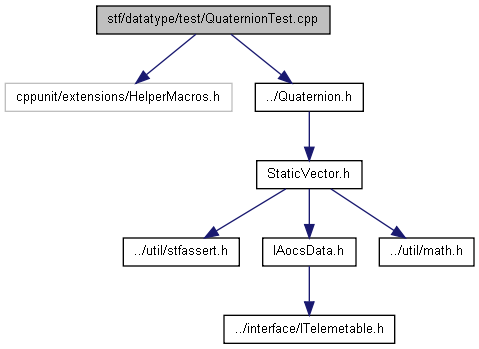 stf/datatype/test/QuaternionTest.cpp
cppunit/extensions/HelperMacros.h
../Quaternion.h
StaticVector.h
../util/stfassert.h
IAocsData.h
../util/math.h
../interface/ITelemetable.h